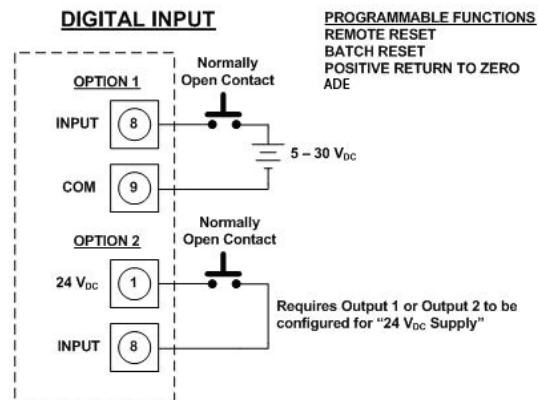 DIGITAL INPUT
PROGRAMMABLE FUNCTIONS
REMOTE RESET
BATCH RESET
POSITIVE RETURN TO ZERO
ADE
OPTION 1
Normally
Open Contact
INPUT 8
5 – 30 VDC
COM 9
OPTION 2
Normally
Open Contact
24 VDC 1
Requires Output 1 or Output 2 to be
configured for “24 VDC Supply”
INPUT 8